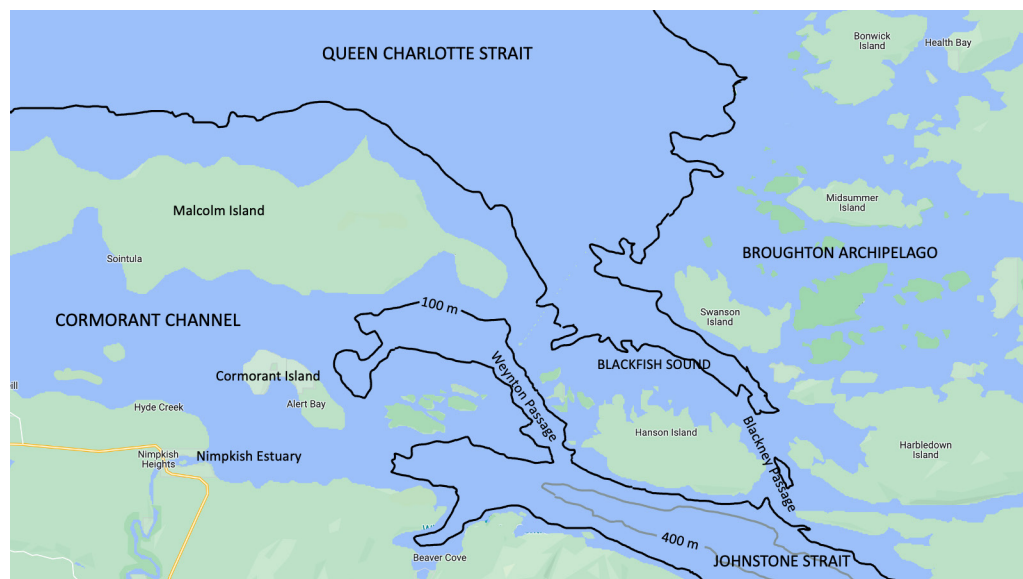 QUEEN CHARLOTTE STRAIT
Bonwick
Island
Health Bay
Malcolm Island
Midsummer
Island
Sointula
BROUGHTON ARCHIPELAGO
100 m
Swanson
Island
CORMORANT CHANNEL
Weynton Passage
BLACKFISH SOUND
Cormorant Island
ill
Alert Bay
Hyde Creek
Blackney Passage
Hanson Island
Harbledown
Island
Nimpkish
Heights
Nimpkish Estuary
400 m
Beaver Cove
JOHNSTONE STRAIT